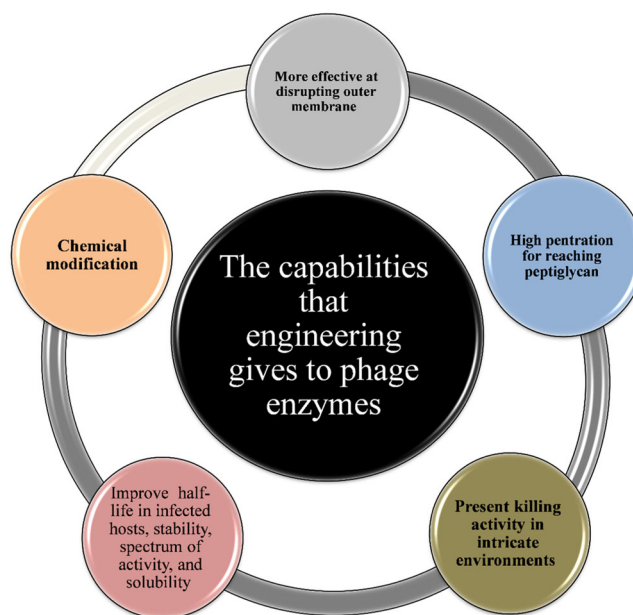 More effective at
disrupting outer
membrane
High pentration
for reaching
peptiglycan
Present killing
activity in
intricate
environments
Improve half-
life in infected
hosts, stability,
spectrum of
activity, and
solubility
Chemical
modification
The capabilities
that
engineering
gives to phage
enzymes